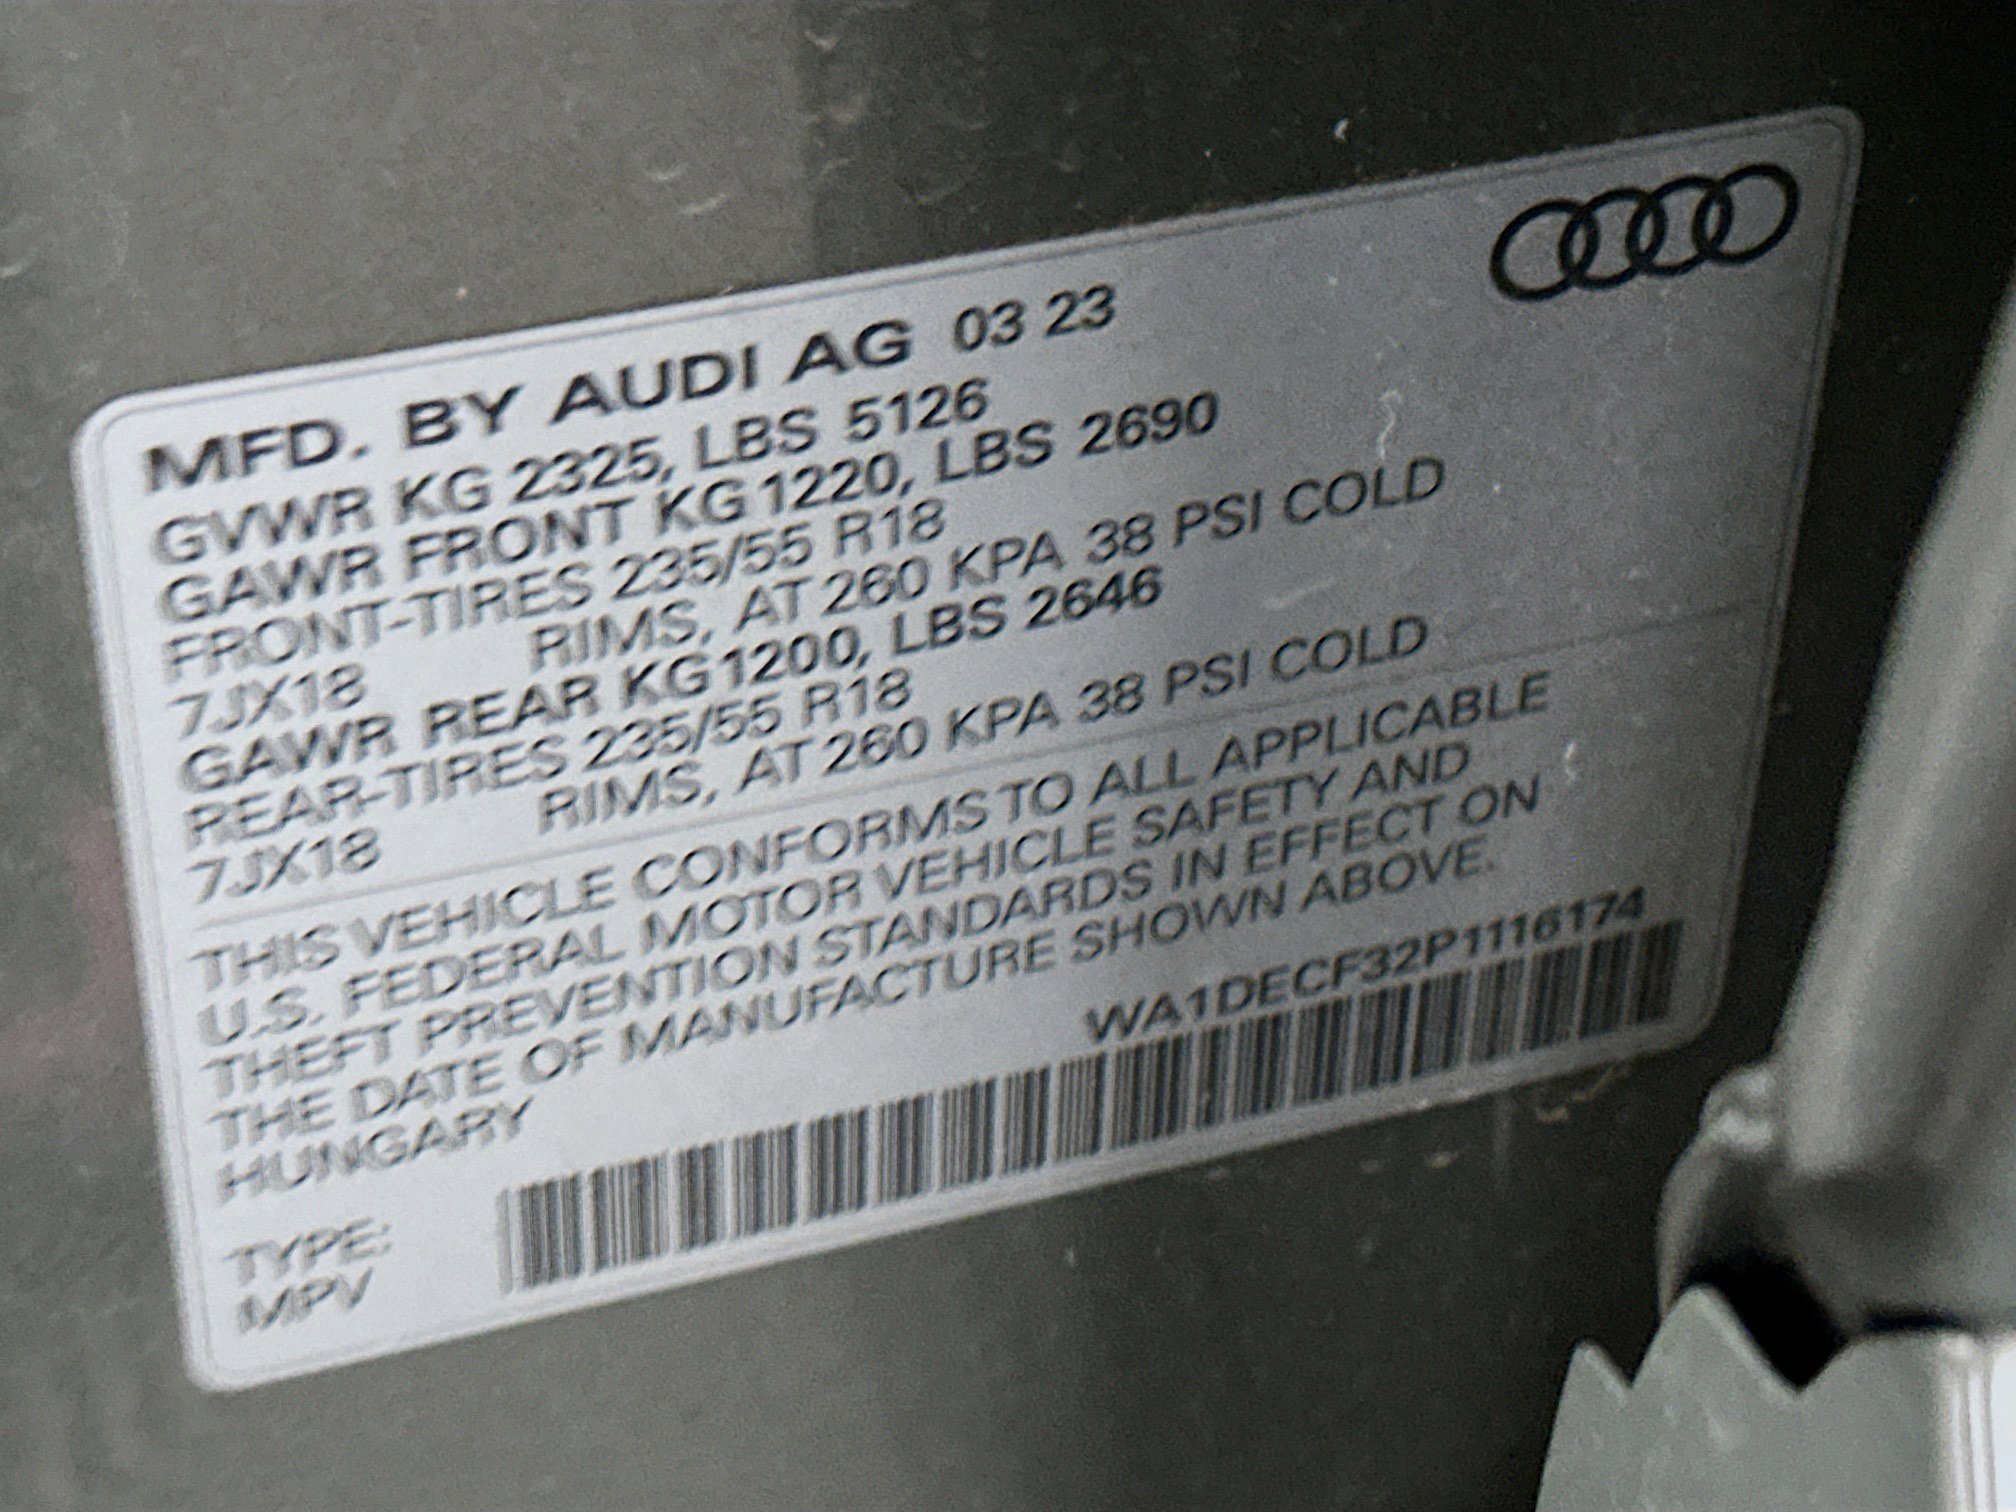 MFD. BY AUDI AG 03 23
GVWR KG 2325, LBS 5126
GAWR FRONT KG 1220, LBS 2690
FRONT-TIRES 235/55 R18
7JX18 RIMS, AT 260 KPA 38 PSI COLD
GAWR REAR KG 1200, LBS 2646
REAR-TIRES 235/55 R18
7JX18 RIMS, AT 260 KPA 38 PSI COLD
THIS VEHICLE CONFORMS TO ALL APPLICABLE
U.S. FEDERAL MOTOR VEHICLE SAFETY AND
THEFT PREVENTION STANDARDS IN EFFECT ON
THE DATE OF MANUFACTURE SHOWN ABOVE.
HUNGARY WA1DECF32P1116174
TYPE:
MPV